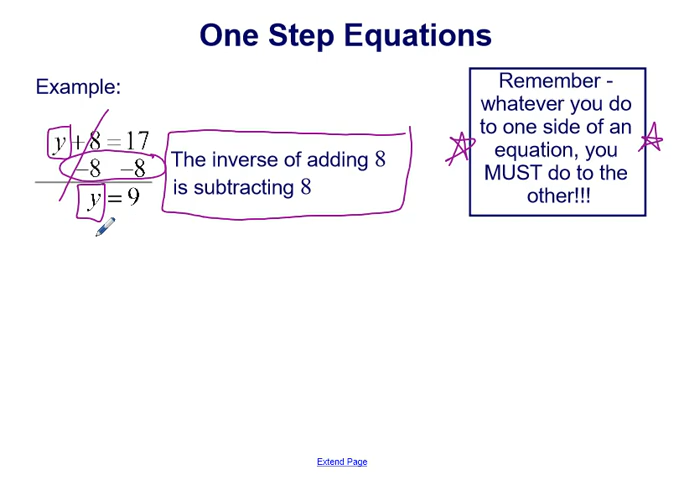 One Step Equations
Example:
y + 8 = 17
−8 −8
y = 9
The inverse of adding 8
is subtracting 8
Remember -
whatever you do
to one side of an
equation, you
MUST do to the
other!!!
Extend Page